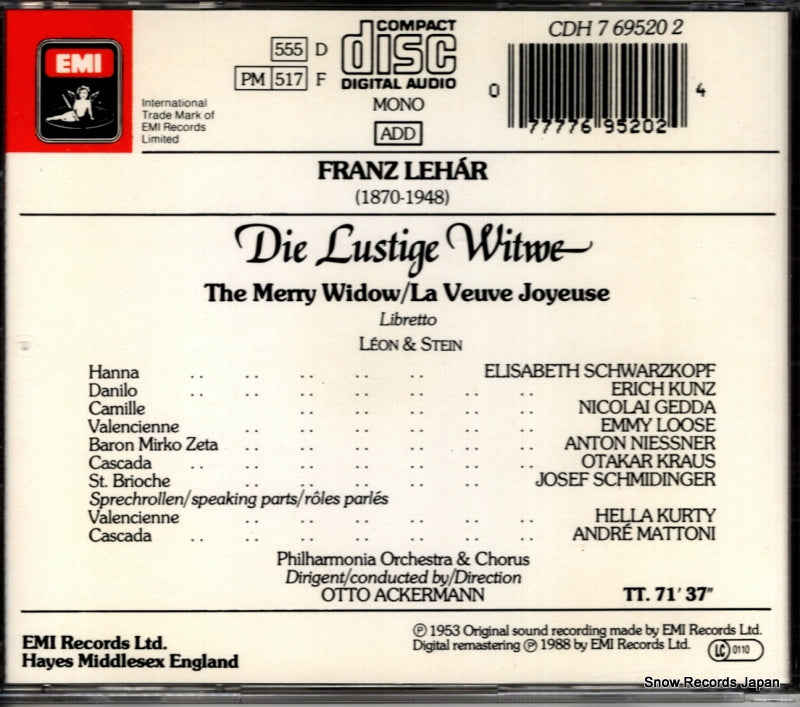 EMI
International
Trade Mark of
EMI Records
Limited
555 D
PM 517 F
COMPACT
disc
DIGITAL AUDIO
MONO
ADD
CDH 7 69520 2
0 77776 95202 4
FRANZ LEHÁR
(1870-1948)
Die Lustige Witwe
The Merry Widow/La Veuve Joyeuse
Libretto
LÉON & STEIN
Hanna .. .. .. .. .. ELISABETH SCHWARZKOPF
Danilo .. .. .. .. .. .. .. ERICH KUNZ
Camille .. .. .. .. .. NICOLAI GEDDA
Valencienne .. .. .. .. .. .. EMMY LOOSE
Baron Mirko Zeta .. .. .. .. .. .. ANTON NIESSNER
Cascada .. .. .. .. .. .. .. OTAKAR KRAUS
St. Brioche .. .. .. .. .. JOSEF SCHMIDINGER
Sprechrollen/speaking parts/rôles parlés
Valencienne .. .. .. .. .. .. HELLA KURTY
Cascada .. .. .. .. .. .. .. ANDRÉ MATTONI
Philharmonia Orchestra & Chorus
Dirigent/conducted by/Direction
OTTO ACKERMANN
TT. 71' 37"
EMI Records Ltd.
Hayes Middlesex England
℗ 1953 Original sound recording made by EMI Records Ltd.
Digital remastering ℗ 1988 by EMI Records Ltd.
LC 0110
Snow Records Japan